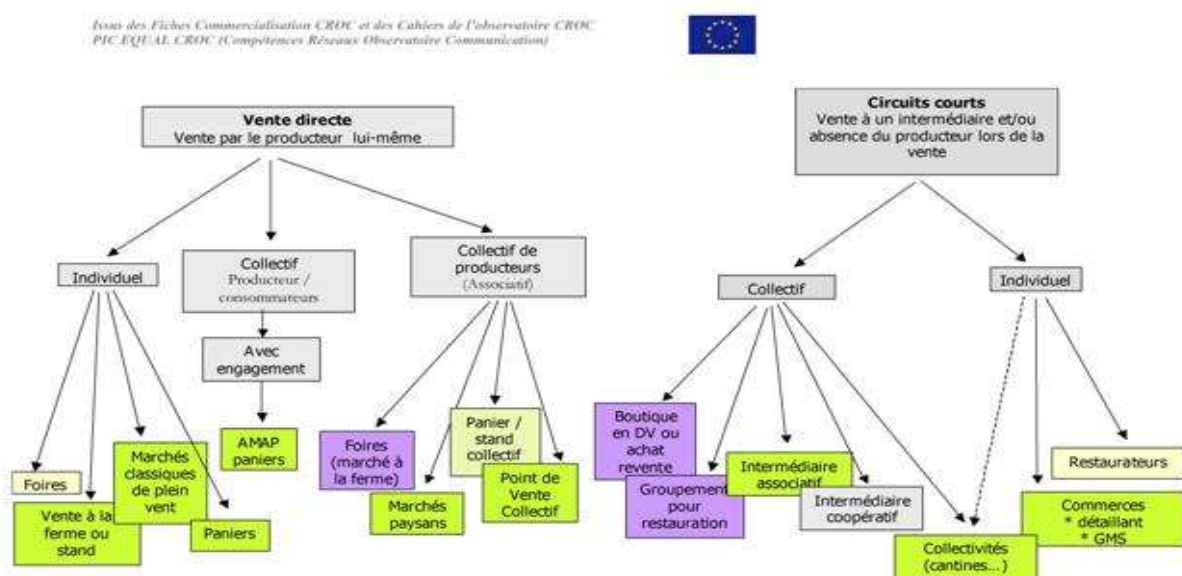 Issus des Fiches Commercialisation CROC et des Cahiers de l'observatoire CROC
PIC EQUAL CROC (Compétences Réseaux Observatoire Communication)
Vente directe
Vente par le producteur lui-même
Circuits courts
Vente à un intermédiaire et/ou
absence du producteur lors de la
vente
Individuel
Collectif
Producteur /
consommateurs
Collectif de
producteurs
(Associatif)
Collectif
Individuel
Avec
engagement
Foires
Vente à la
ferme ou
stand
Marchés
classiques
de plein
vent
Paniers
AMAP
paniers
Foires
(marché à
la ferme)
Marchés
paysans
Panier /
stand
collectif
Point de
Vente
Collectif
Boutique
en DV ou
achat
revente
Groupement
pour
restauration
Intermédiaire
associatif
Intermédiaire
coopératif
Collectivités
(cantines...)
Restaurateurs
Commerces
* détaillant
* GMS